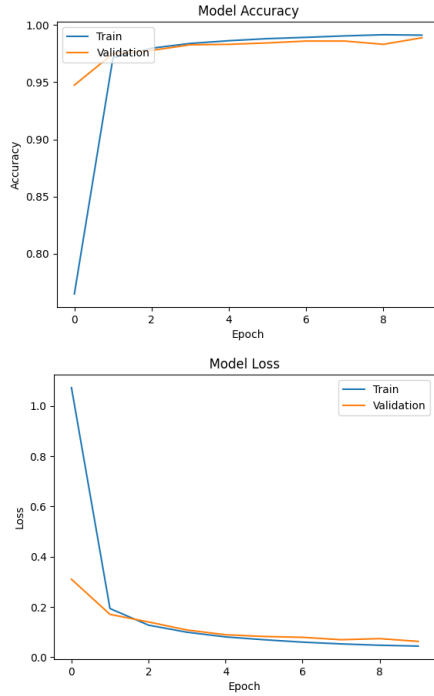 Model Accuracy
Train
Validation
1.00
0.95
0.90
0.85
0.80
Accuracy
0
2
4
6
8
Epoch
Model Loss
Train
Validation
1.0
0.8
0.6
0.4
0.2
0.0
Loss
0
2
4
6
8
Epoch